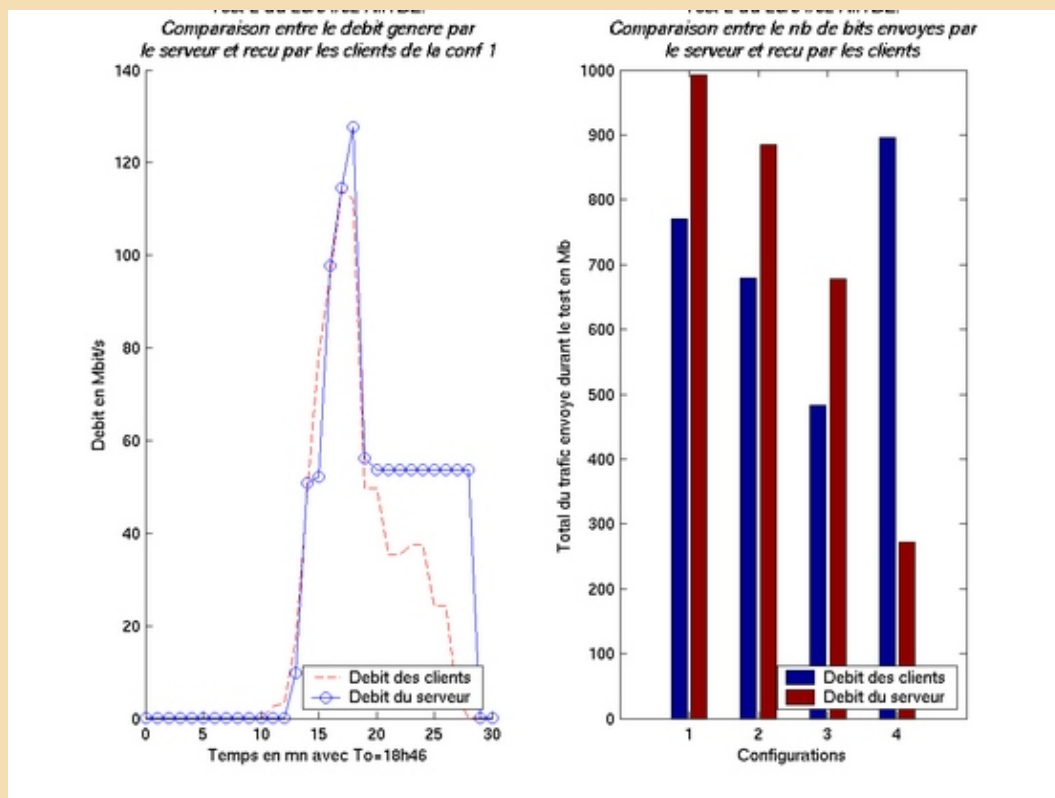 Comparaison entre le debit genere par
le serveur et recu par les clients de la conf 1
140
120
100
80
60
40
20
0
Debit en Mbit/s
0
5
10
15
20
25
30
Temps en mn avec To=18h46
Debit des clients
Debit du serveur
Comparaison entre le nb de bits envoyes par
le serveur et recu par les clients
1000
900
800
700
600
500
400
300
200
100
0
Total du trafic envoye durant le test en Mb
1
2
3
4
Configurations
Debit des clients
Debit du serveur